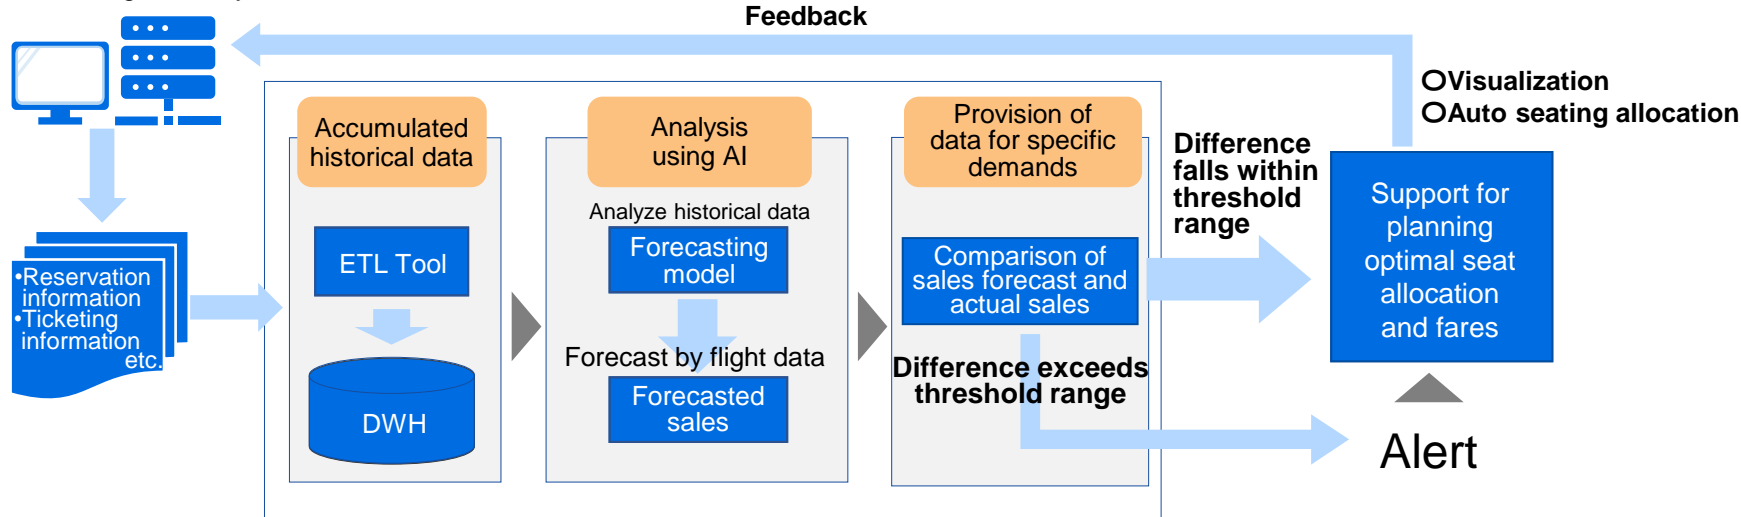 Feedback
〇Visualization
〇Auto seating allocation
Accumulated
historical data
Analysis
using AI
Provision of
data for specific
demands
Difference
falls within
threshold
range
Support for
planning
optimal seat
allocation
and fares
Analyze historical data
ETL Tool
Forecasting
model
Comparison of
sales forecast and
actual sales
•Reservation
information
•Ticketing
information
etc.
Forecast by flight data
Difference exceeds
threshold range
DWH
Forecasted
sales
Alert